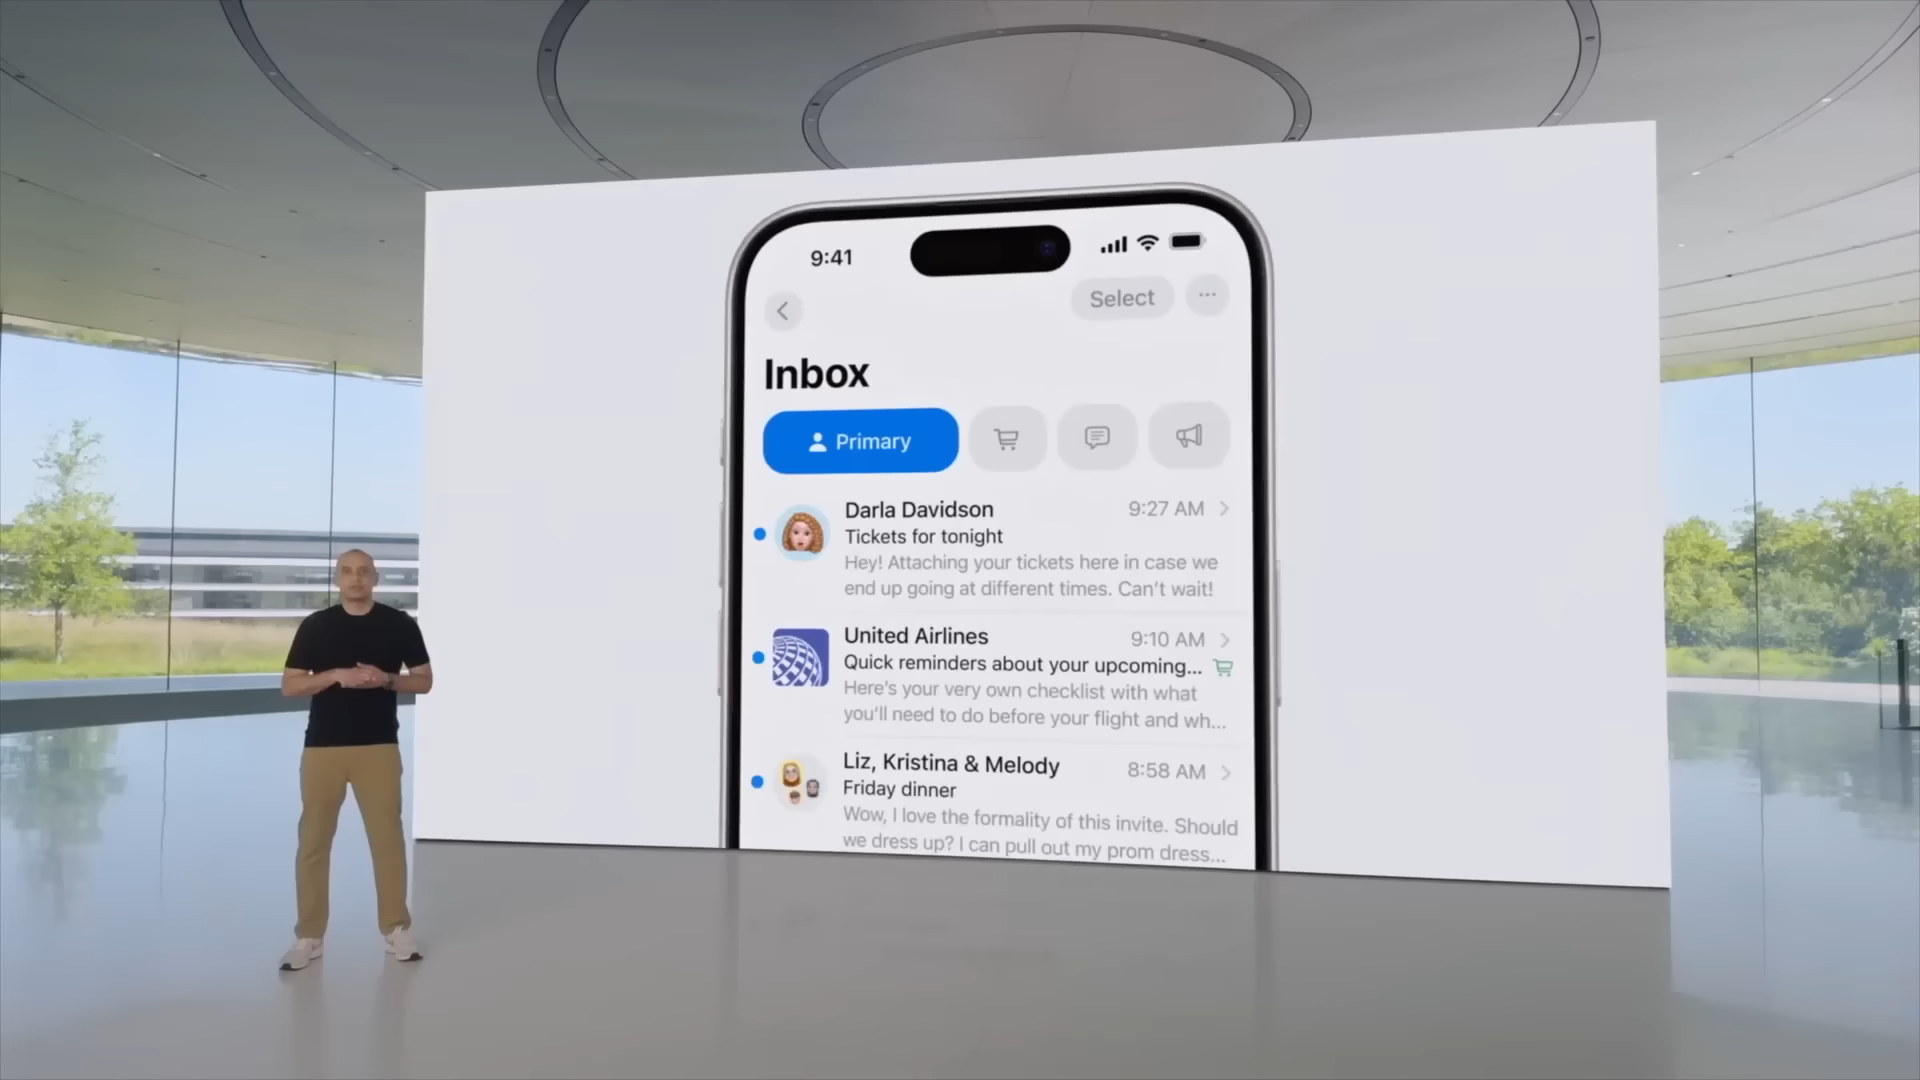 9:41
Select
Inbox
Primary
Darla Davidson 9:27 AM
Tickets for tonight
Hey! Attaching your tickets here in case we
end up going at different times. Can't wait!
United Airlines 9:10 AM
Quick reminders about your upcoming...
Here's your very own checklist with what
you'll need to do before your flight and wh...
Liz, Kristina & Melody 8:58 AM
Friday dinner
Wow, I love the formality of this invite. Should
we dress up? I can pull out my prom dress...